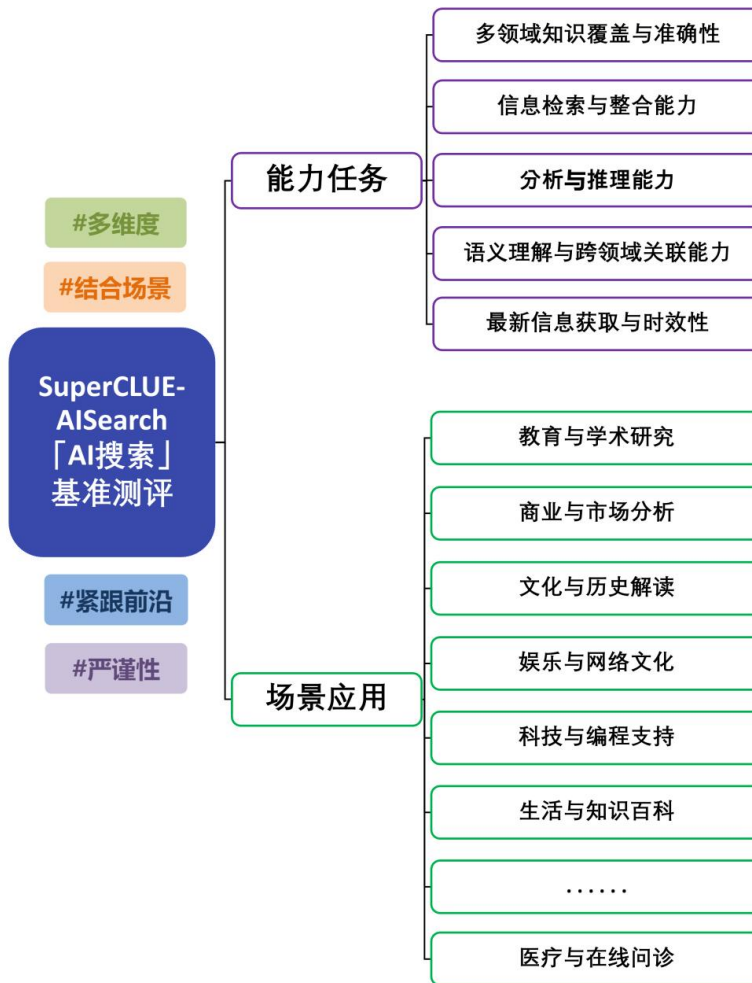 #多维度
#结合场景
SuperCLUE-
AISearch
「AI搜索」
基准测评
#紧跟前沿
#严谨性
能力任务
多领域知识覆盖与准确性
信息检索与整合能力
分析与推理能力
语义理解与跨领域关联能力
最新信息获取与时效性
场景应用
教育与学术研究
商业与市场分析
文化与历史解读
娱乐与网络文化
科技与编程支持
生活与知识百科
......
医疗与在线问诊